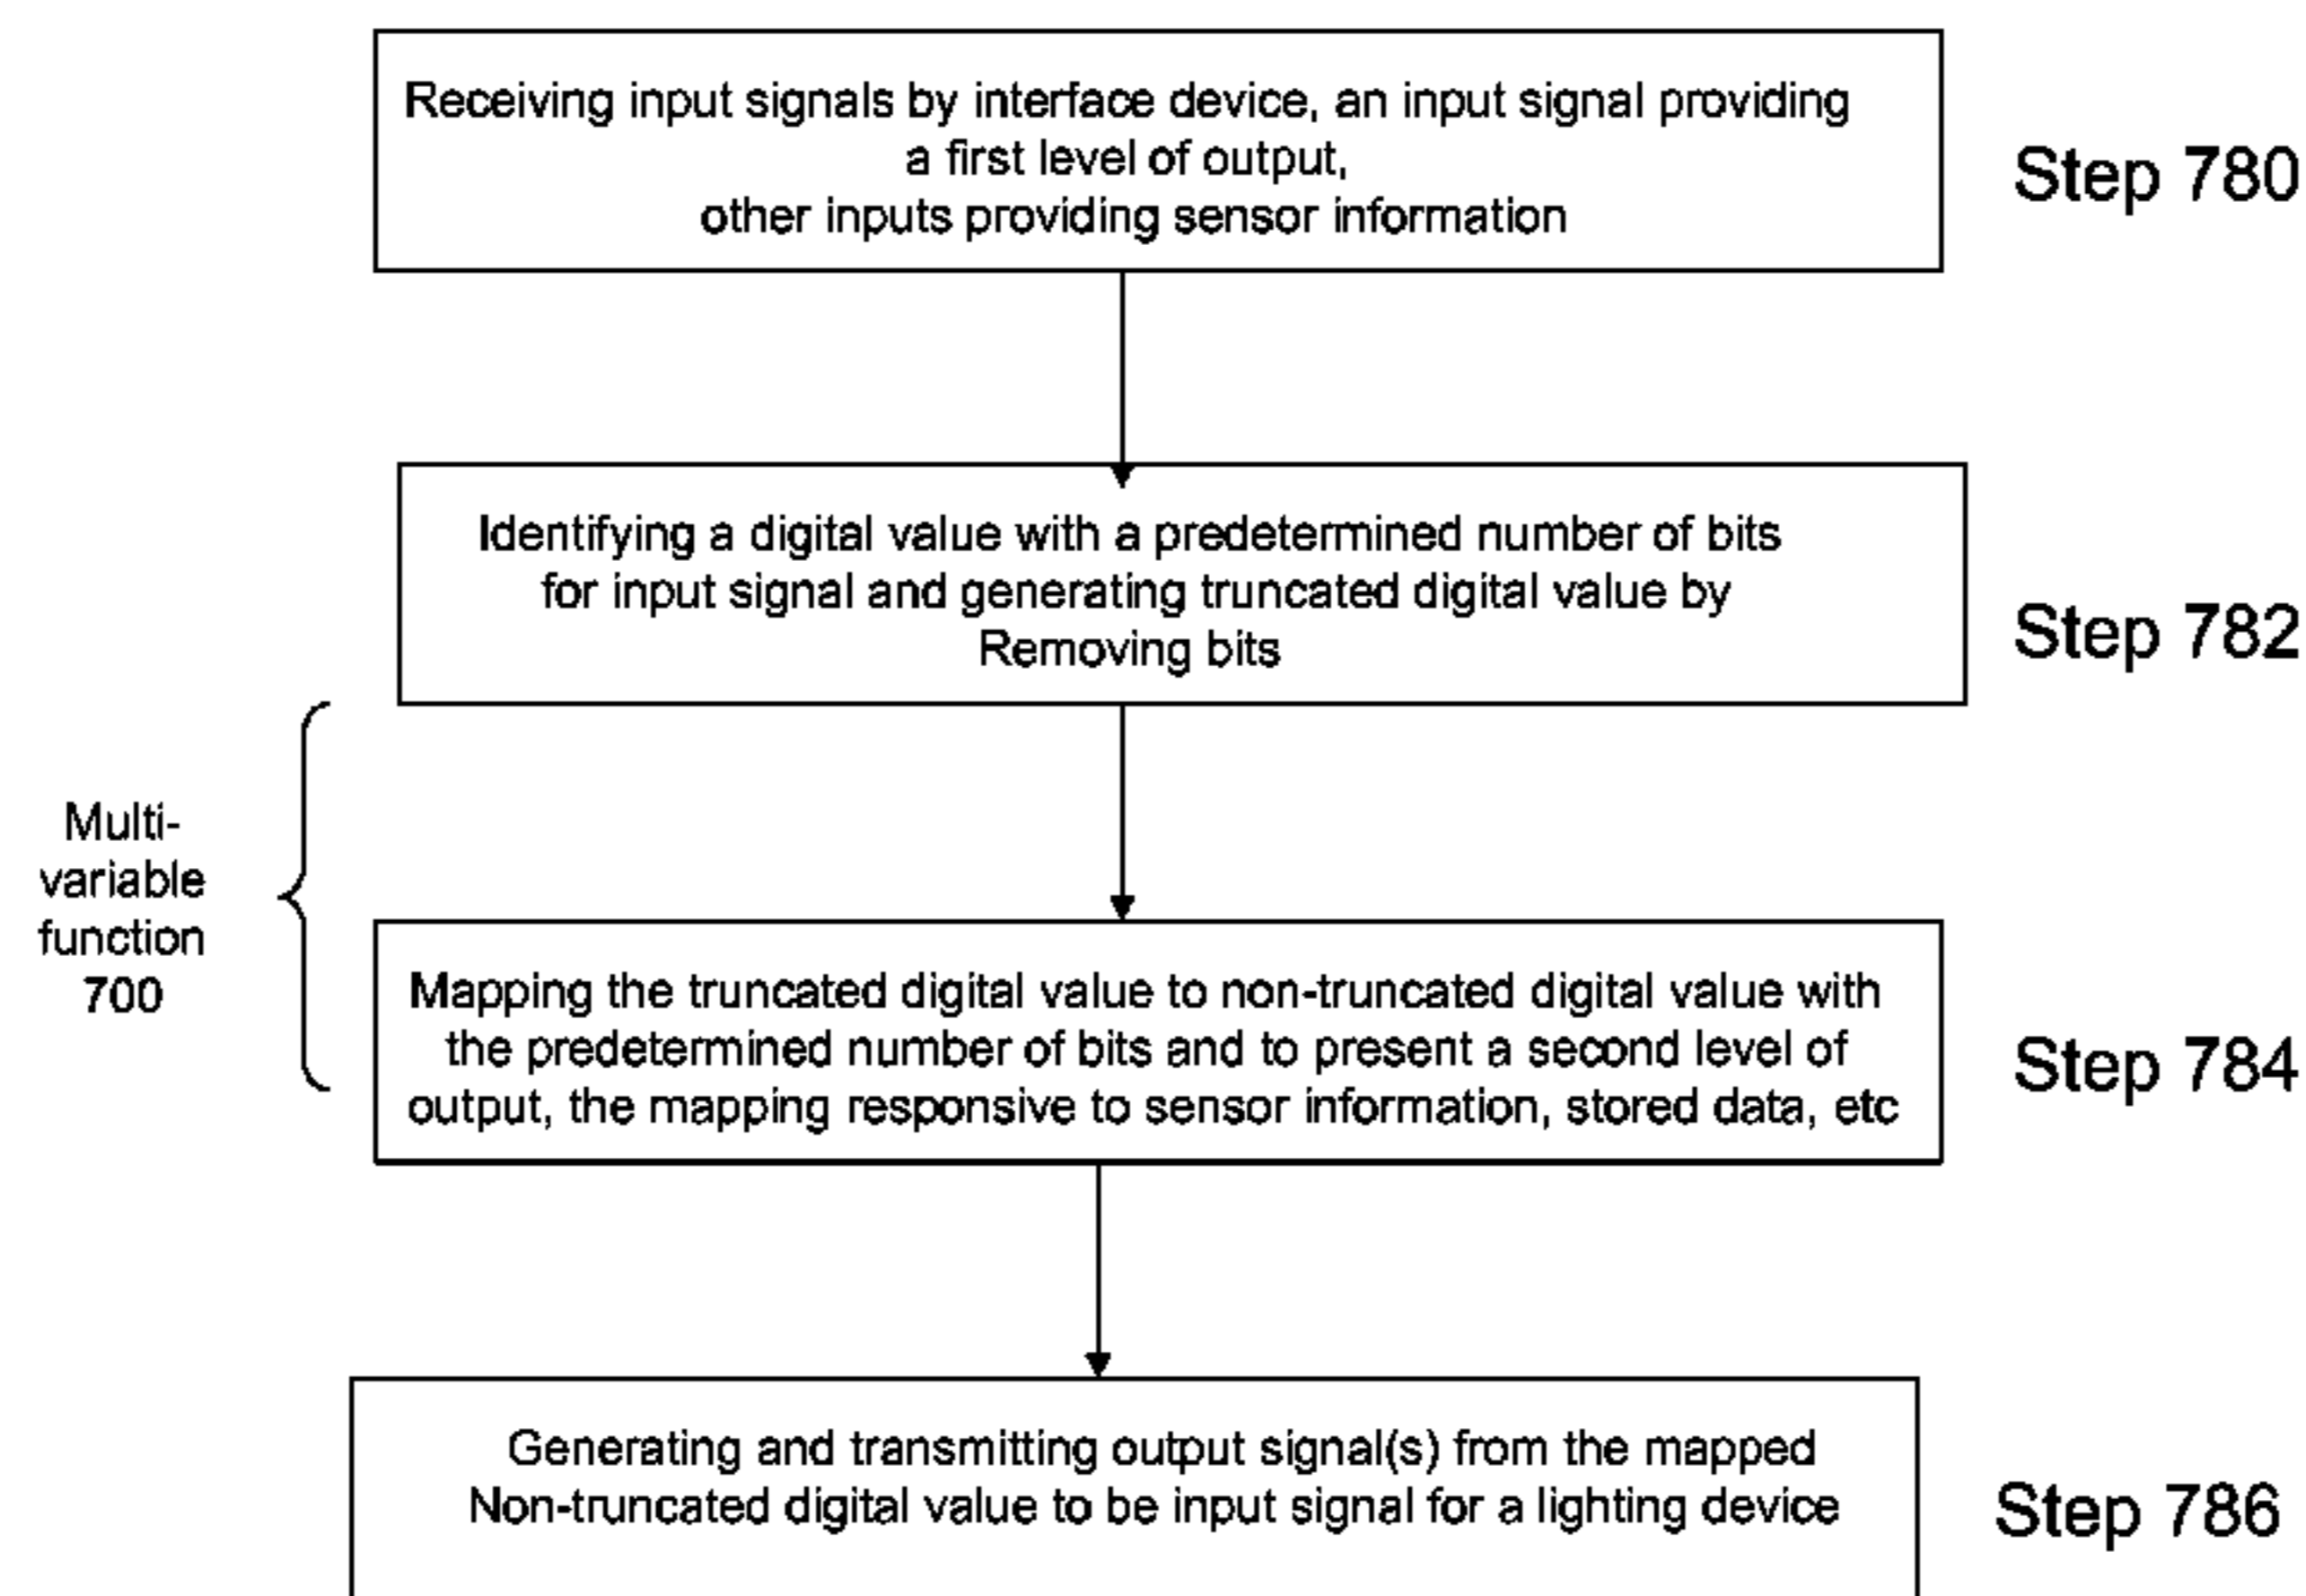 Receiving input signals by interface device, an input signal providing
a first level of output,
other inputs providing sensor information
Step 780
Identifying a digital value with a predetermined number of bits
for input signal and generating truncated digital value by
Removing bits
Step 782
Multi-
variable
function
700
Mapping the truncated digital value to non-truncated digital value with
the predetermined number of bits and to present a second level of
output, the mapping responsive to sensor information, stored data, etc
Step 784
Generating and transmitting output signal(s) from the mapped
Non-truncated digital value to be input signal for a lighting device
Step 786